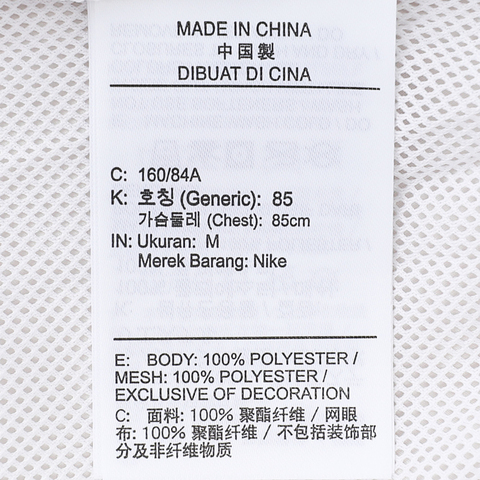 MADE IN CHINA
中国製
DIBUAT DI CINA
C: 160/84A
K: 호칭 (Generic): 85
가슴둘레 (Chest): 85cm
IN: Ukuran: M
Merek Barang: Nike
E: BODY: 100% POLYESTER /
MESH: 100% POLYESTER /
EXCLUSIVE OF DECORATION
C: 面料: 100% 聚酯纤维 / 网眼
布: 100% 聚酯纤维 / 不包括装饰部
分及非纤维物质